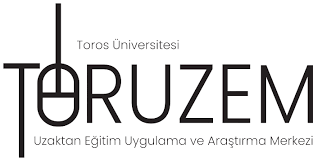 Toros Üniversitesi
TORUZEM
Uzaktan Eğitim Uygulama ve Araştırma Merkezi